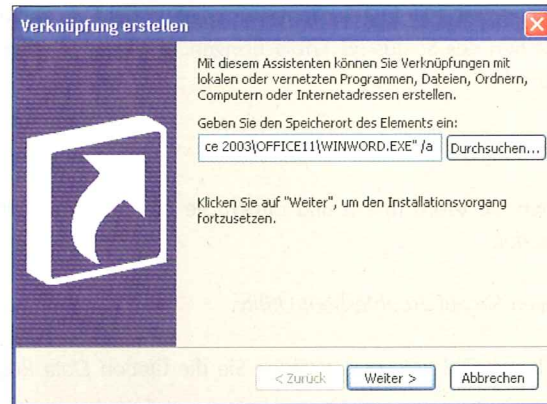 Verknüpfung erstellen
Mit diesem Assistenten können Sie Verknüpfungen mit
lokalen oder vernetzten Programmen, Dateien, Ordnern,
Computern oder Internetadressen erstellen.
Geben Sie den Speicherort des Elements ein:
ce 2003\OFFICE11\WINWORD.EXE" /a
Durchsuchen...
Klicken Sie auf "Weiter", um den Installationsvorgang
fortzusetzen.
< Zurück
Weiter >
Abbrechen